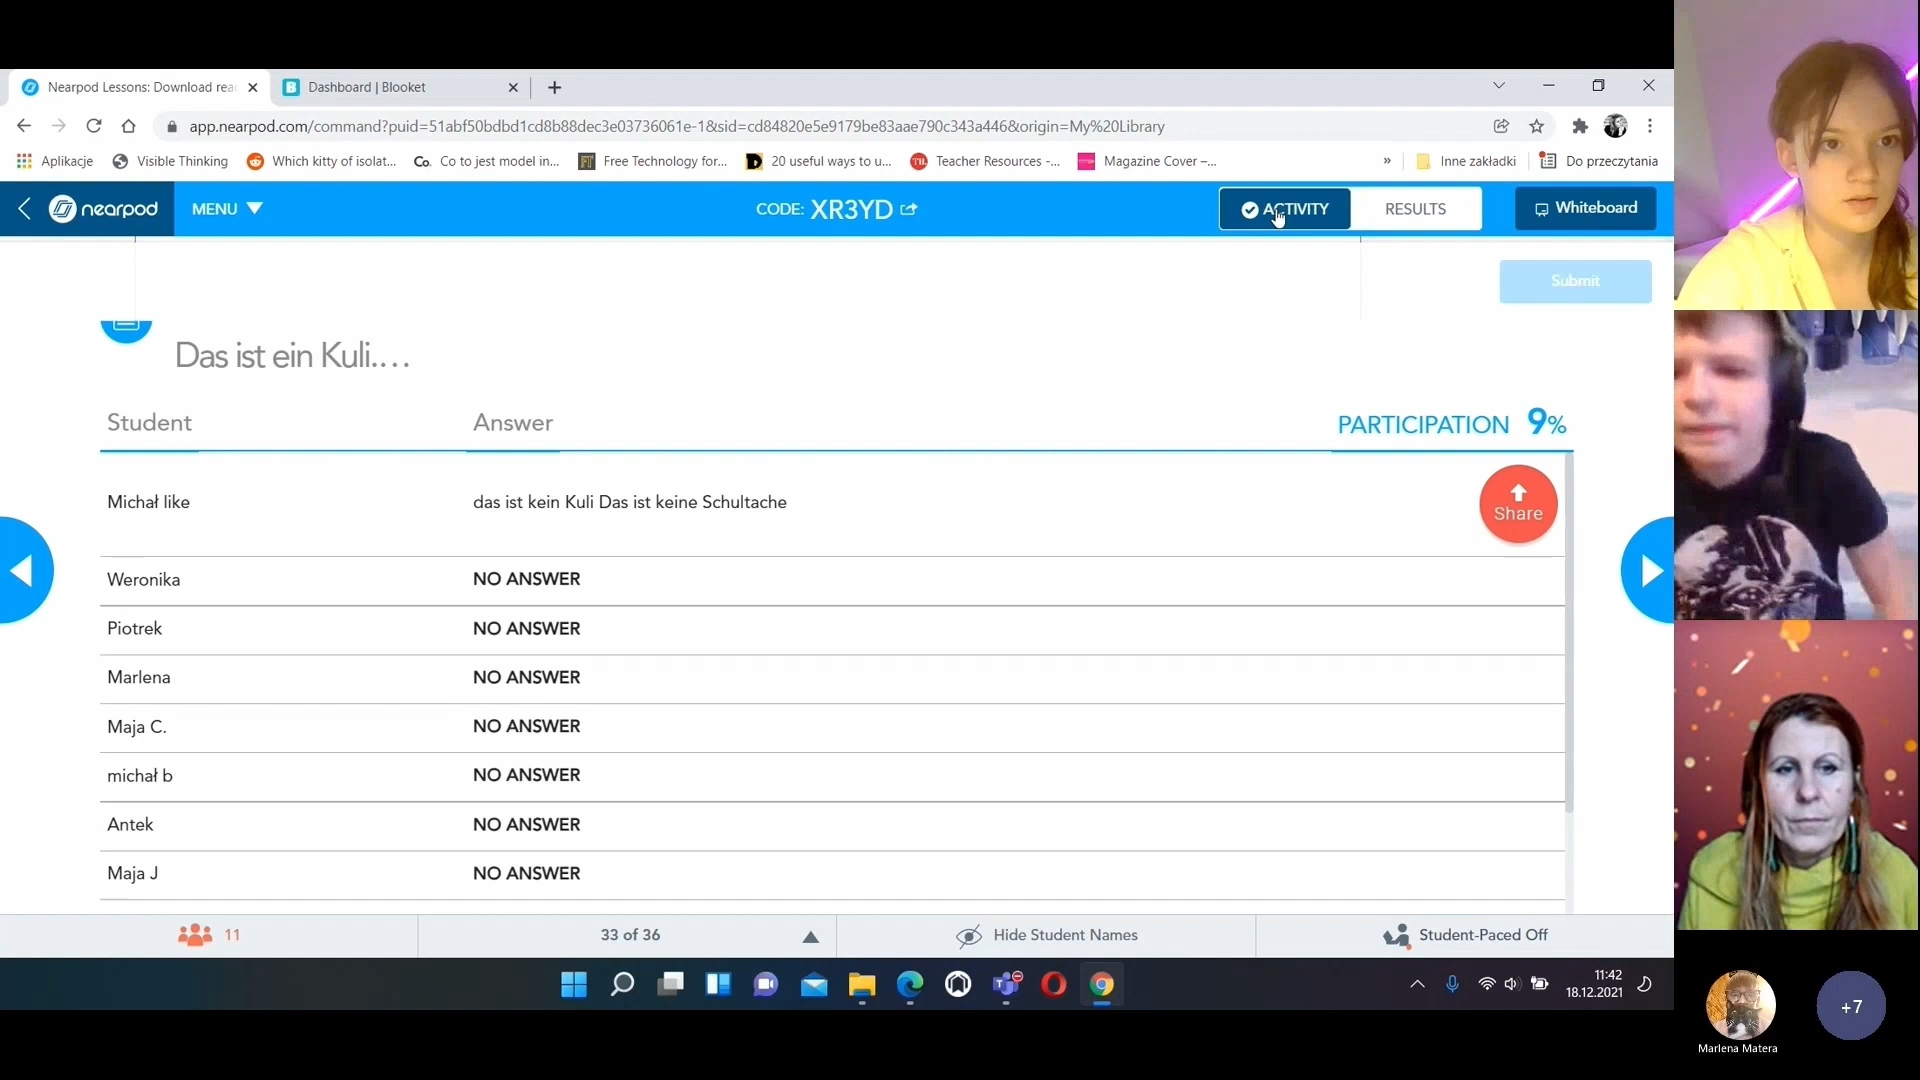 Nearpod Lessons: Download rea
Dashboard | Blooket
app.nearpod.com/command?puid=51abf50bdbd1cd8b88dec3e03736061e-1&sid=cd84820e5e9179be83aae790c343a446&origin=My%20Library
Aplikacje
Visible Thinking
Which kitty of isolat...
Co. Co to jest model in...
FT Free Technology for...
D 20 useful ways to u...
TH. Teacher Resources -...
Magazine Cover –...
»
Inne zakładki
Do przeczytania
nearpod
MENU
CODE: XR3YD
ACTIVITY
RESULTS
Whiteboard
Submit
Das ist ein Kuli....
Student Answer PARTICIPATION 9%
Michał like das ist kein Kuli Das ist keine Schultache
Share
Weronika NO ANSWER
Piotrek NO ANSWER
Marlena NO ANSWER
Maja C. NO ANSWER
michał b NO ANSWER
Antek NO ANSWER
Maja J NO ANSWER
11
33 of 36
Hide Student Names
Student-Paced Off
11:42
18.12.2021
+7
Marlena Matera